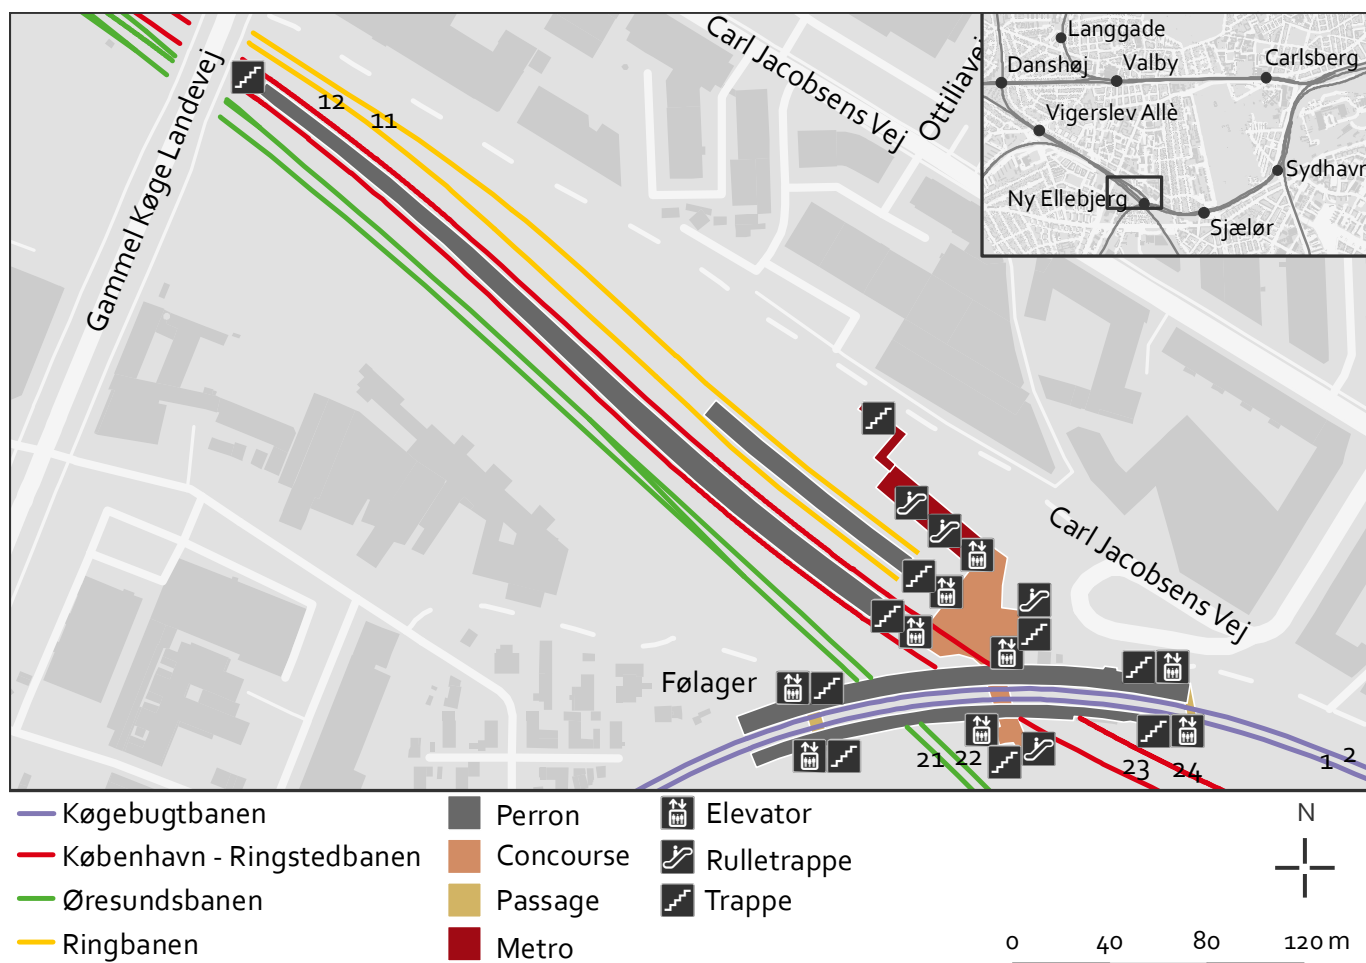 Carl Jacobsens Vej
Ottiliavej
Gammel Køge Landevej
12
11
Langgade
Danshøj
Valby
Carlsberg
Vigerslev Allè
Sydhavn
Ny Ellebjerg
Sjælør
Carl Jacobsens Vej
Følager
21
22
23
24
1
2
Køgebugtbanen
København - Ringstedbanen
Øresundsbanen
Ringbanen
Perron
Concourse
Passage
Metro
Elevator
Rulletrappe
Trappe
N
0 40 80 120 m